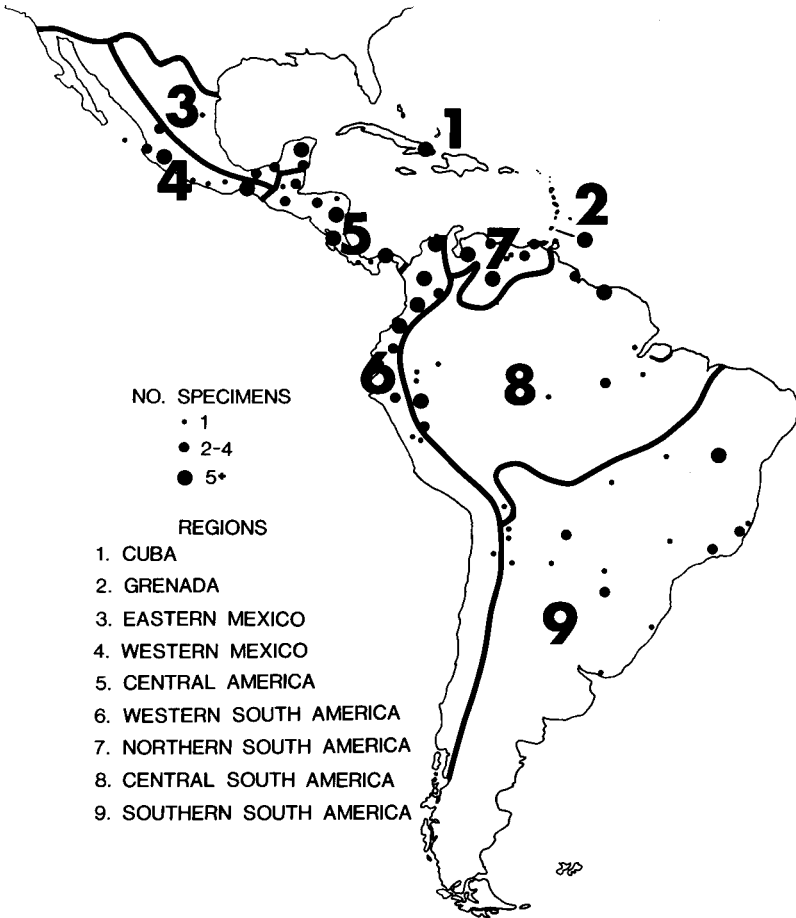 1
3
4
2
5
7
6
8
NO. SPECIMENS
1
2-4
5+
REGIONS
1. CUBA
2. GRENADA
3. EASTERN MEXICO
4. WESTERN MEXICO
5. CENTRAL AMERICA
6. WESTERN SOUTH AMERICA
7. NORTHERN SOUTH AMERICA
8. CENTRAL SOUTH AMERICA
9. SOUTHERN SOUTH AMERICA
9